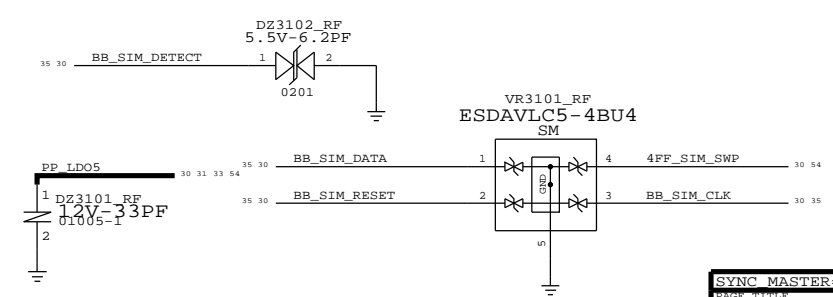 DZ3102_RF
5.5V-6.2PF
35 30 BB_SIM_DETECT 1 2
0201
VR3101_RF
ESDAVLC5-4BU4
SM
PP_LDO5 30 31 33 54
35 30 BB_SIM_DATA 1 4 4FF_SIM_SWP 30 54
GND
1 DZ3101_RF
12V-33PF
01005-1
2
35 30 BB_SIM_RESET 2 3 BB_SIM_CLK 30 35
5
SYNC_MASTER=
PAGE TITLE